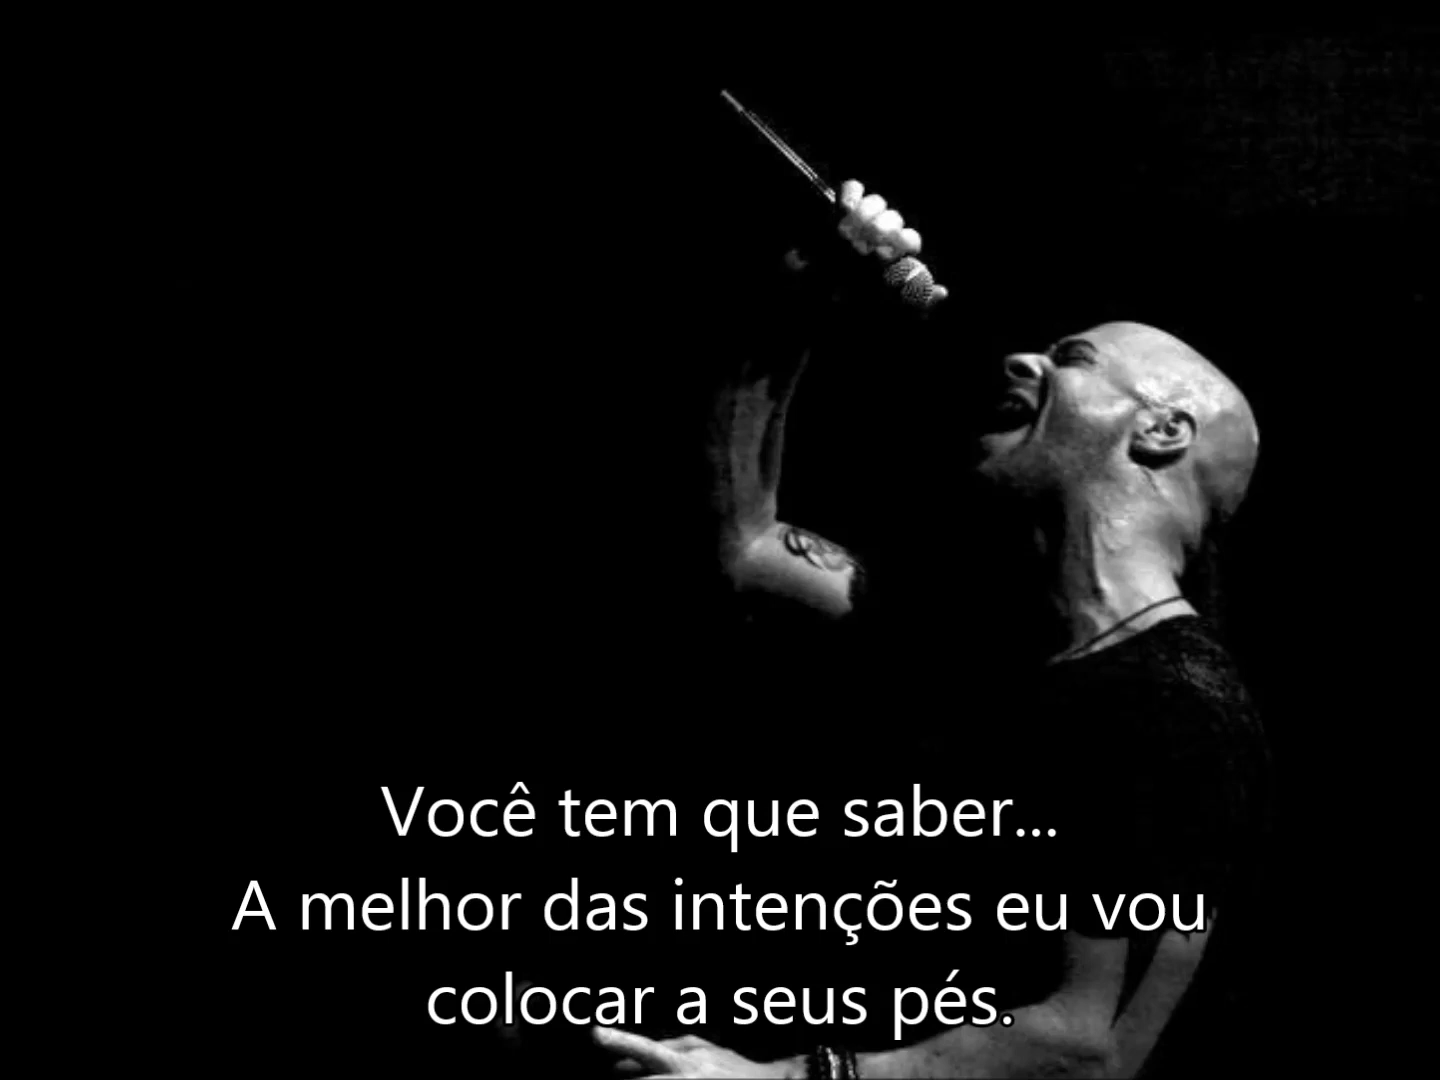 Você tem que saber...
A melhor das intenções eu vou
colocar a seus pés.